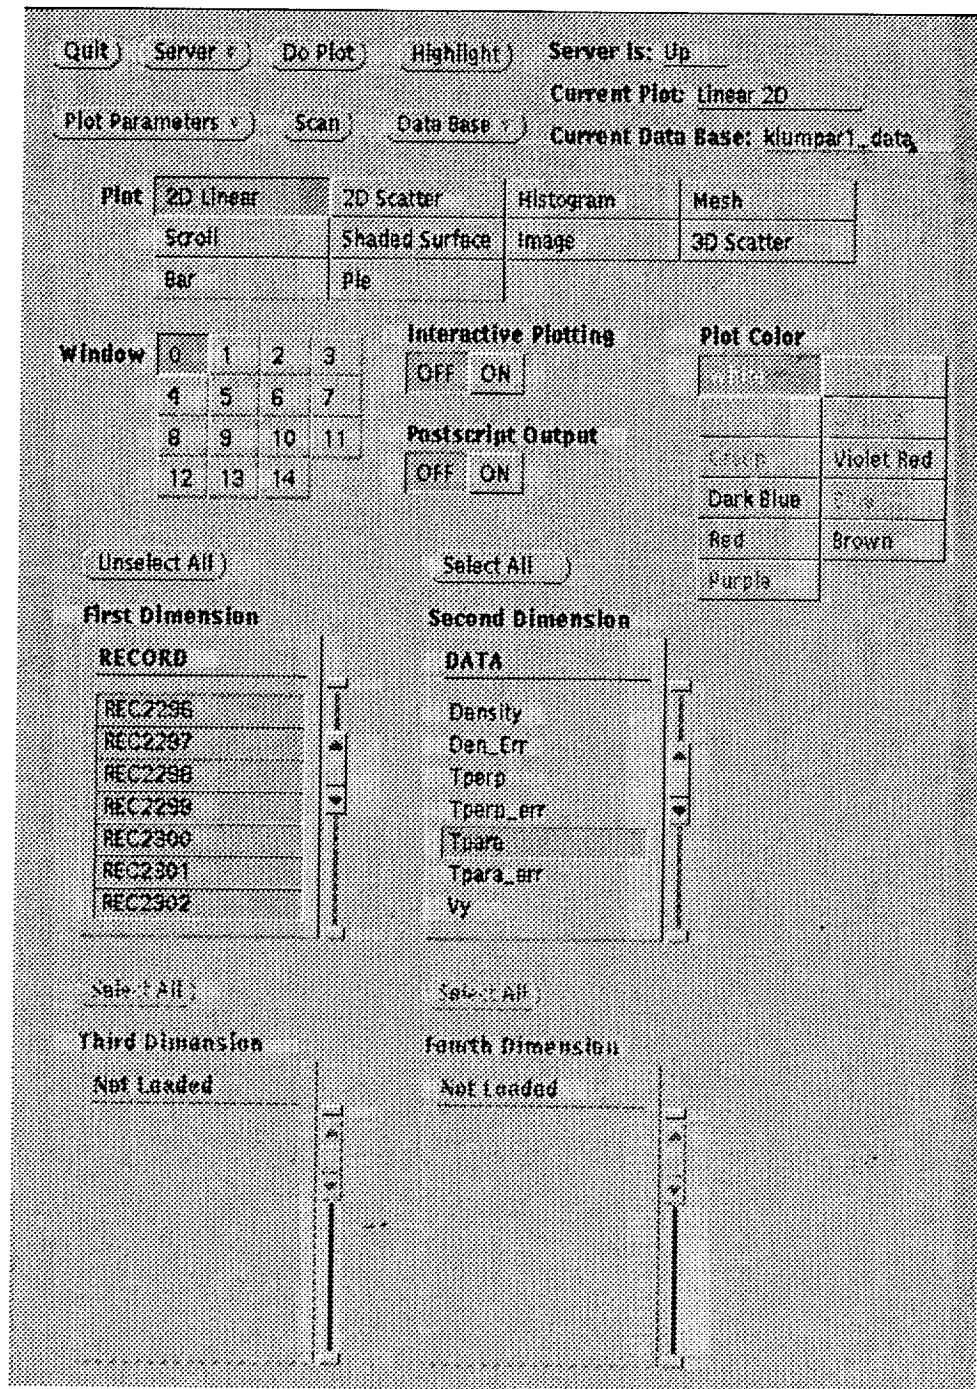 Quit Server Do Plot Highlight Server Is: Up
Current Plot: Linear 2D
Plot Parameters Scan Data Base Current Data Base: klumpar1_data
Plot 2D Linear 2D Scatter Histogram Mesh
Scroll Shaded Surface Image 3D Scatter
Bar Pie
Interactive Plotting Plot Color
Window 0 1 2 3 OFF ON White
4 5 6 7
8 9 10 11 Postscript Output Green Violet Red
12 13 14 OFF ON Dark Blue
Red Brown
Unselect All Select All Purple
First Dimension Second Dimension
RECORD DATA
REC2296 Density
REC2297 Den_Err
REC2298 Tperp
REC2299 Tperp_err
REC2300 Tpara
REC2301 Tpara_err
REC2302 Vy
Select All Select All
Third Dimension Fourth Dimension
Not Loaded Not Loaded